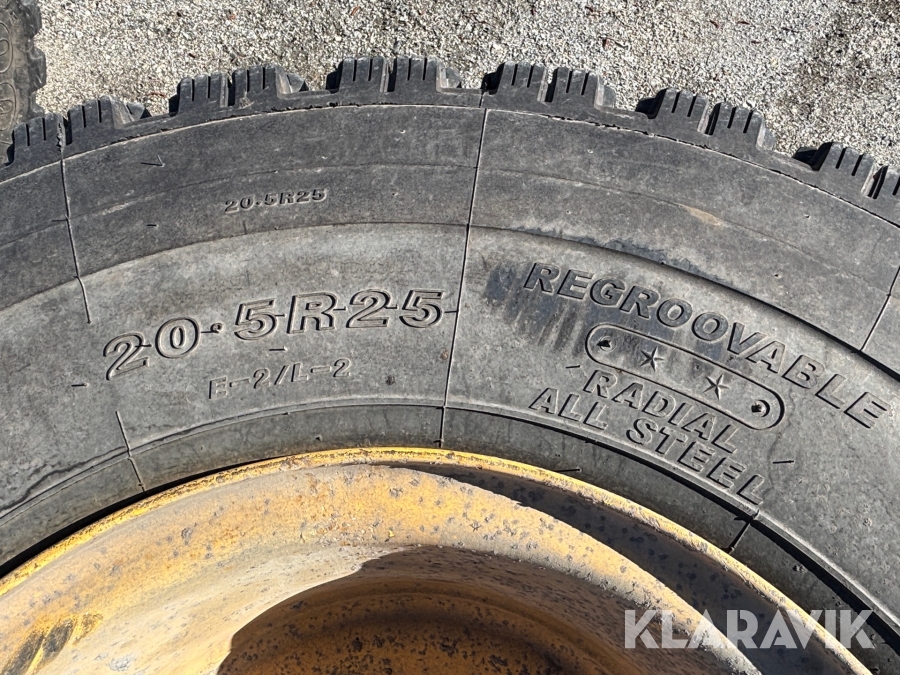 20.5R25
20.5R25
E-2/L-2
REGROOVABLE
★ ★
RADIAL
ALL STEEL
KLARAVIK